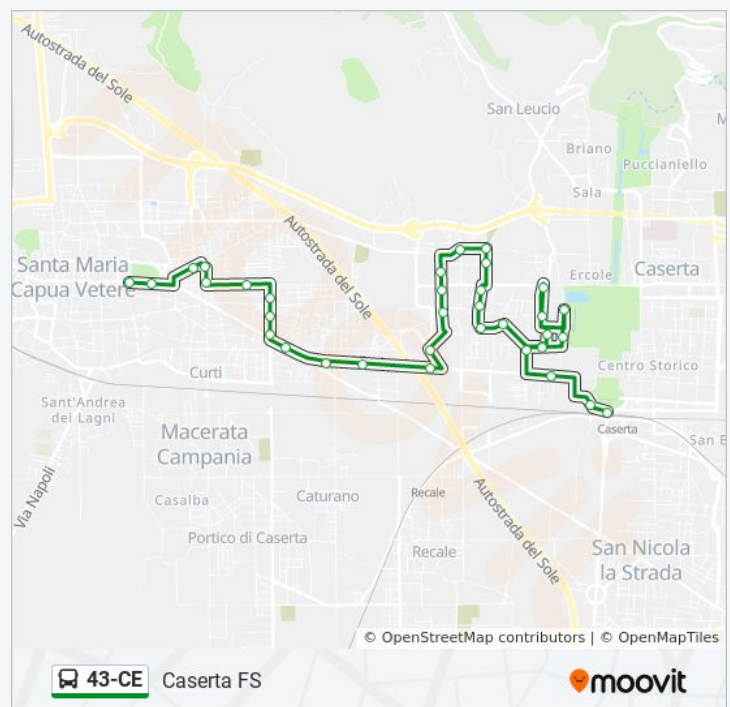 Autostrada del Sole
San Leucio
M
Briano
Puccianiello
Sala
Autostrada del Sole
Santa Maria
Capua Vetere
Ercole
Caserta
Centro Storico
Curti
Sant'Andrea
dei Lagni
Macerata
Campania
Caserta
San B
Via Napoli
Casalba
Caturano
Recale
Autostrada del Sole
Portico di Caserta
Recale
San Nicola
la Strada
© OpenStreetMap contributors | © OpenMapTiles
43-CE Caserta FS
moovit